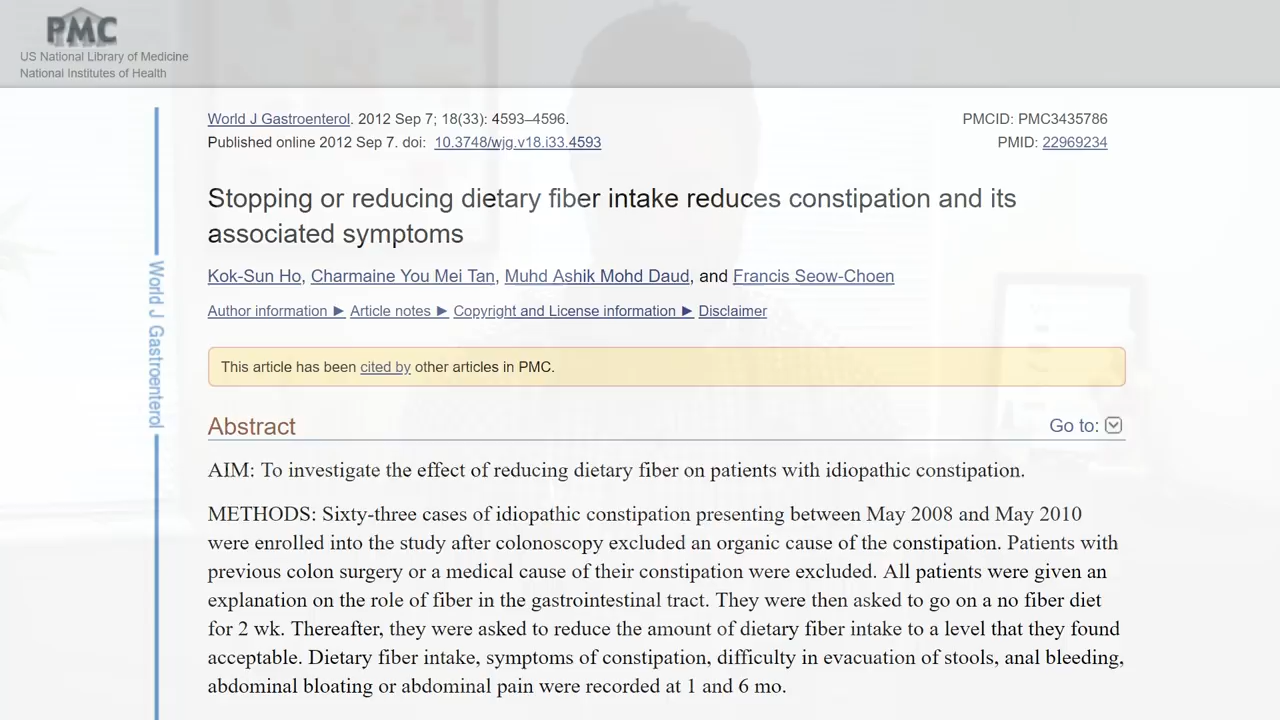 PMC
US National Library of Medicine
National Institutes of Health
World J Gastroenterol. 2012 Sep 7; 18(33): 4593–4596.
PMCID: PMC3435786
Published online 2012 Sep 7. doi: 10.3748/wjg.v18.i33.4593
PMID: 22969234
Stopping or reducing dietary fiber intake reduces constipation and its
associated symptoms
Kok-Sun Ho, Charmaine You Mei Tan, Muhd Ashik Mohd Daud, and Francis Seow-Choen
Author information ► Article notes ► Copyright and License information ► Disclaimer
World J Gastroenterol
This article has been cited by other articles in PMC.
Abstract
Go to:
AIM: To investigate the effect of reducing dietary fiber on patients with idiopathic constipation.
METHODS: Sixty-three cases of idiopathic constipation presenting between May 2008 and May 2010
were enrolled into the study after colonoscopy excluded an organic cause of the constipation. Patients with
previous colon surgery or a medical cause of their constipation were excluded. All patients were given an
explanation on the role of fiber in the gastrointestinal tract. They were then asked to go on a no fiber diet
for 2 wk. Thereafter, they were asked to reduce the amount of dietary fiber intake to a level that they found
acceptable. Dietary fiber intake, symptoms of constipation, difficulty in evacuation of stools, anal bleeding,
abdominal bloating or abdominal pain were recorded at 1 and 6 mo.